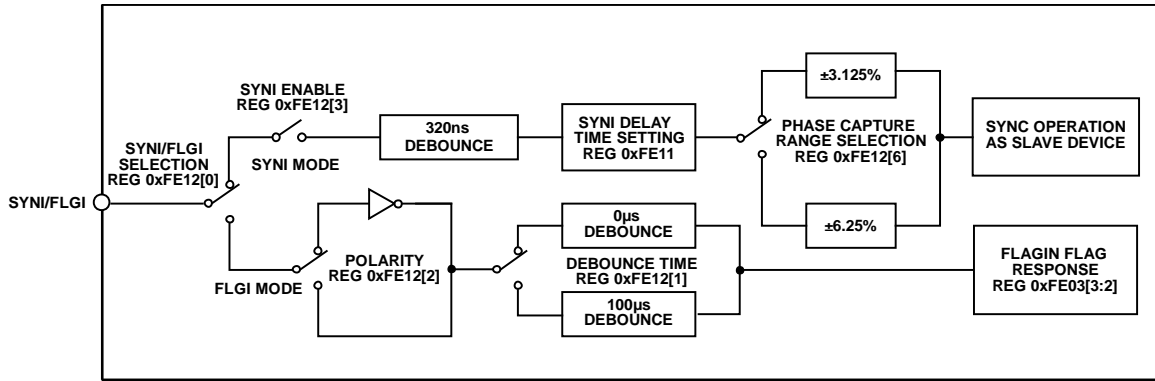 SYNI/FLGI
SYNI/FLGI
SELECTION
REG 0xFE12[0]
SYNI ENABLE
REG 0xFE12[3]
SYNI MODE
320ns
DEBOUNCE
SYNI DELAY
TIME SETTING
REG 0xFE11
±3.125%
PHASE CAPTURE
RANGE SELECTION
REG 0xFE12[6]
±6.25%
SYNC OPERATION
AS SLAVE DEVICE
FLGI MODE
POLARITY
REG 0xFE12[2]
0µs
DEBOUNCE
DEBOUNCE TIME
REG 0xFE12[1]
100µs
DEBOUNCE
FLAGIN FLAG
RESPONSE
REG 0xFE03[3:2]